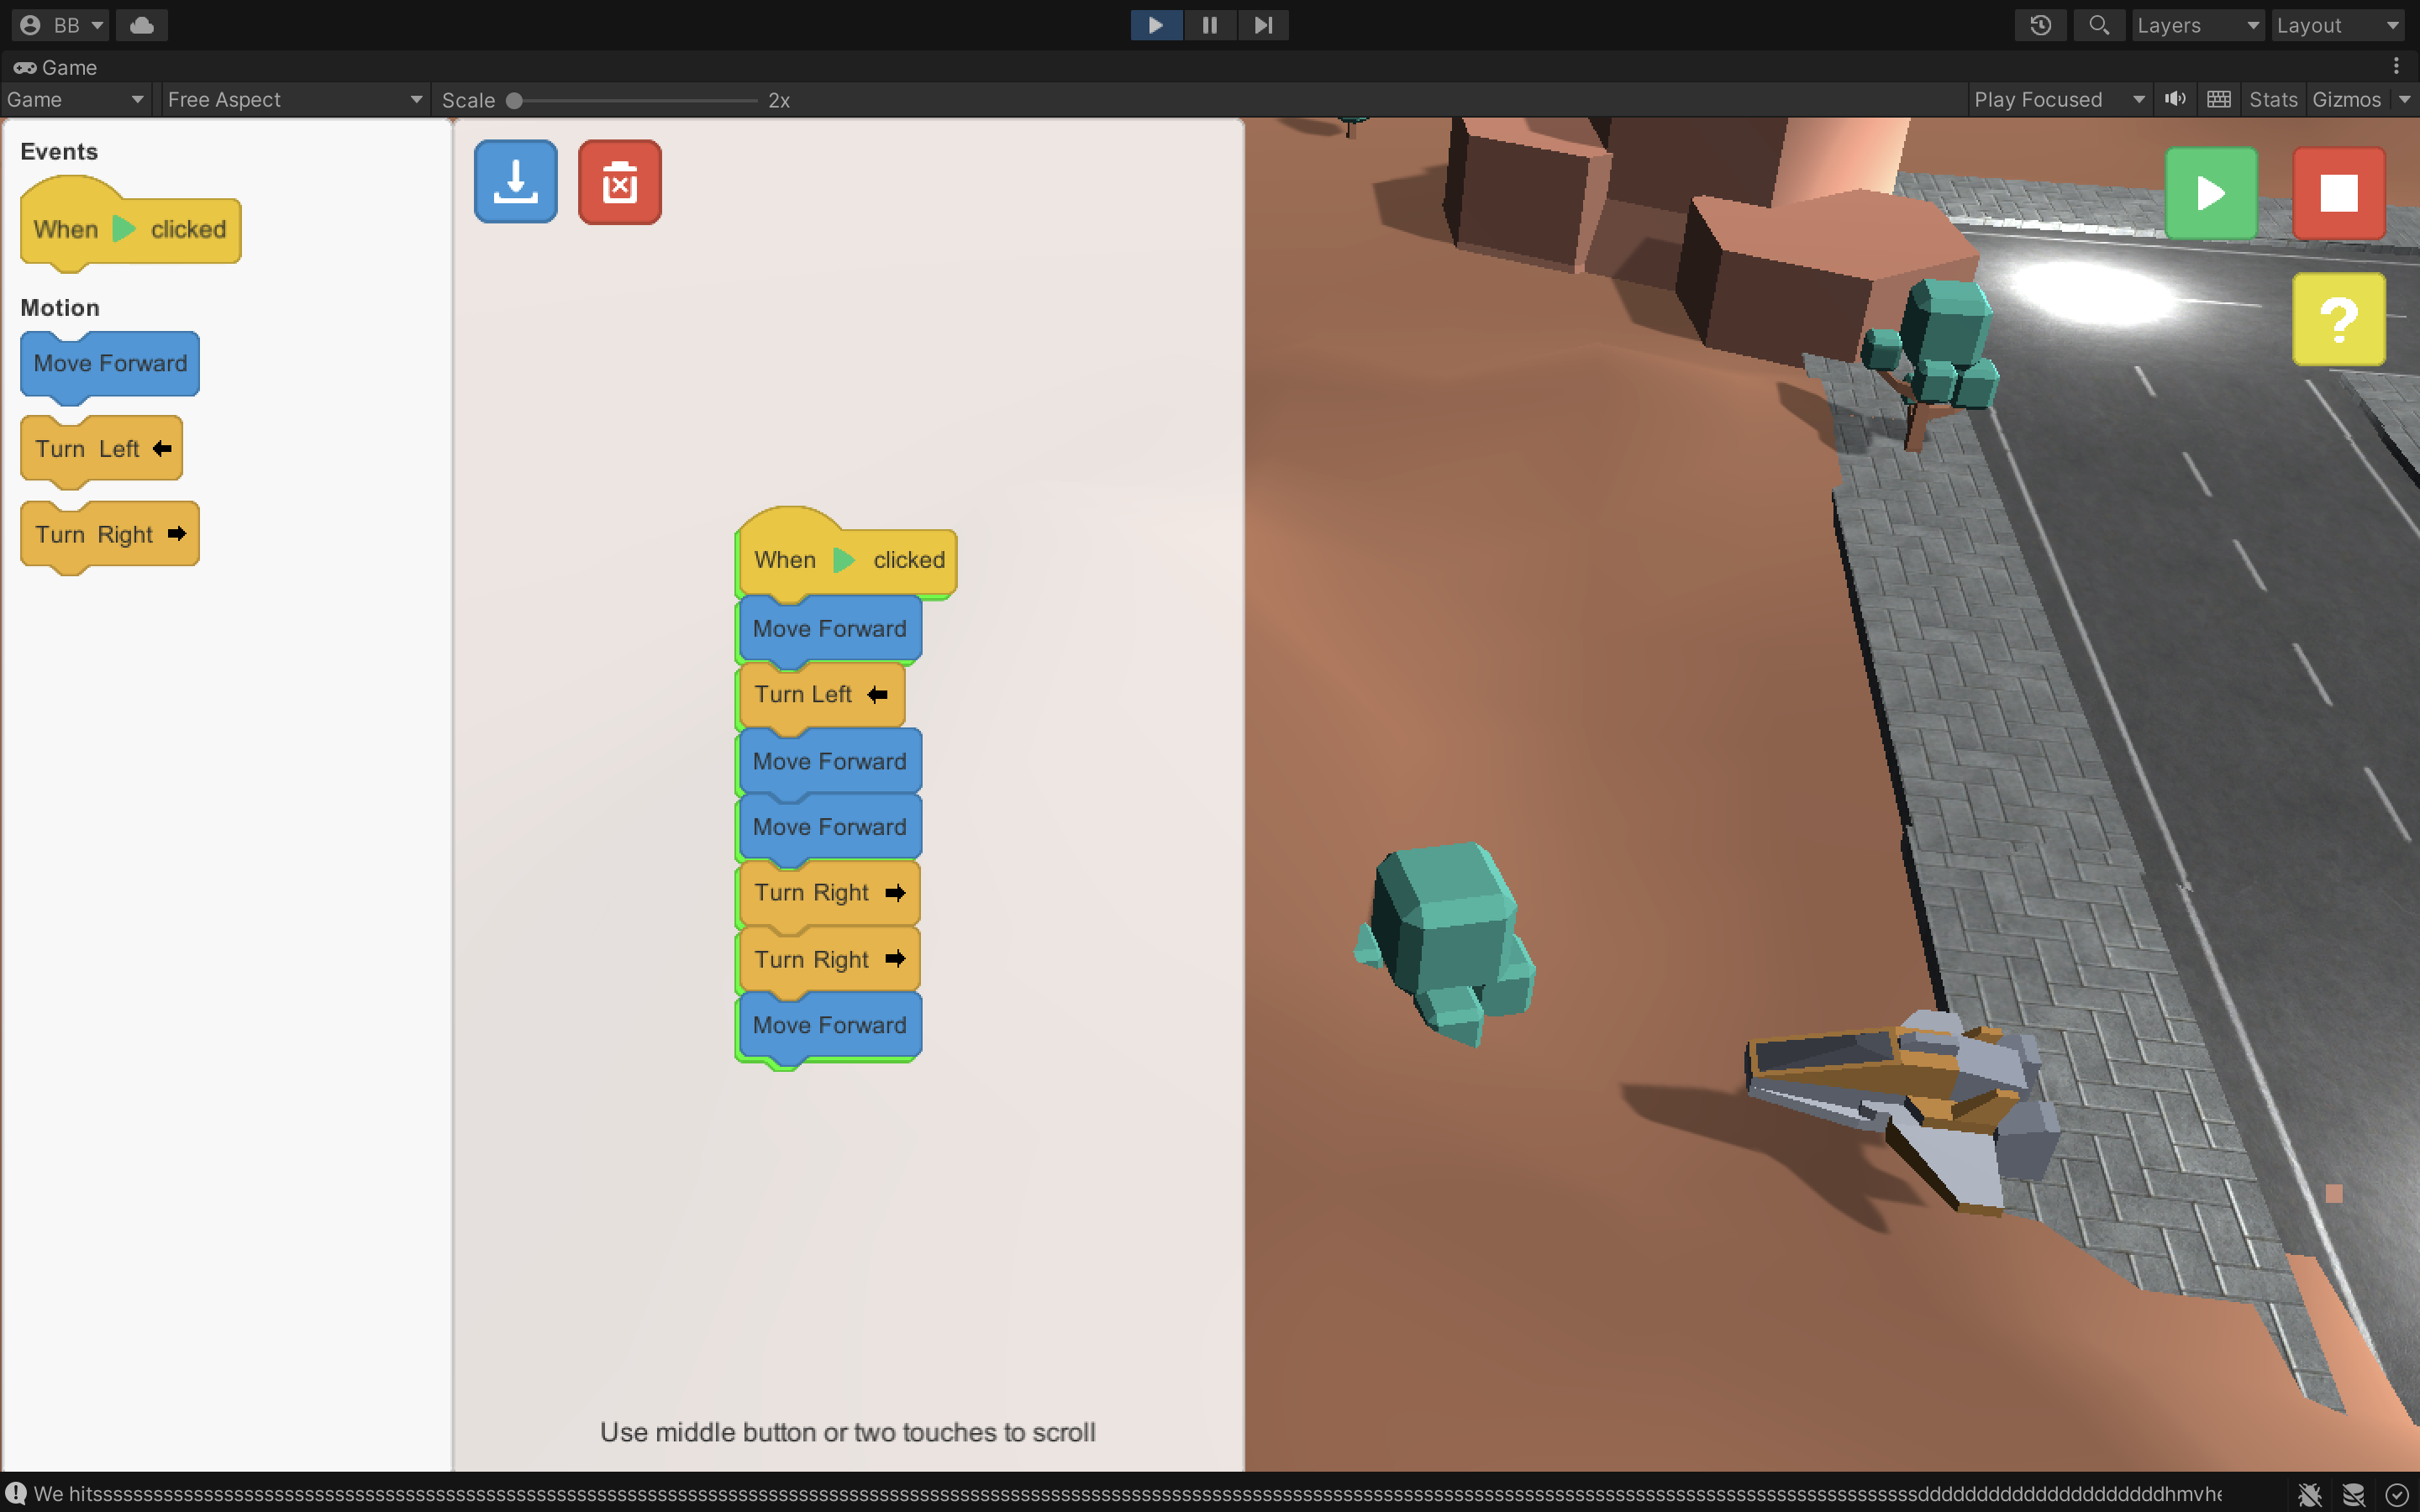 BB
Layers
Layout
Game
Game
Free Aspect
Scale
2x
Play Focused
Stats
Gizmos
Events
When clicked
Motion
Move Forward
Turn Left
Turn Right
When clicked
Move Forward
Turn Left
Move Forward
Move Forward
Turn Right
Turn Right
Move Forward
?
Use middle button or two touches to scroll
We